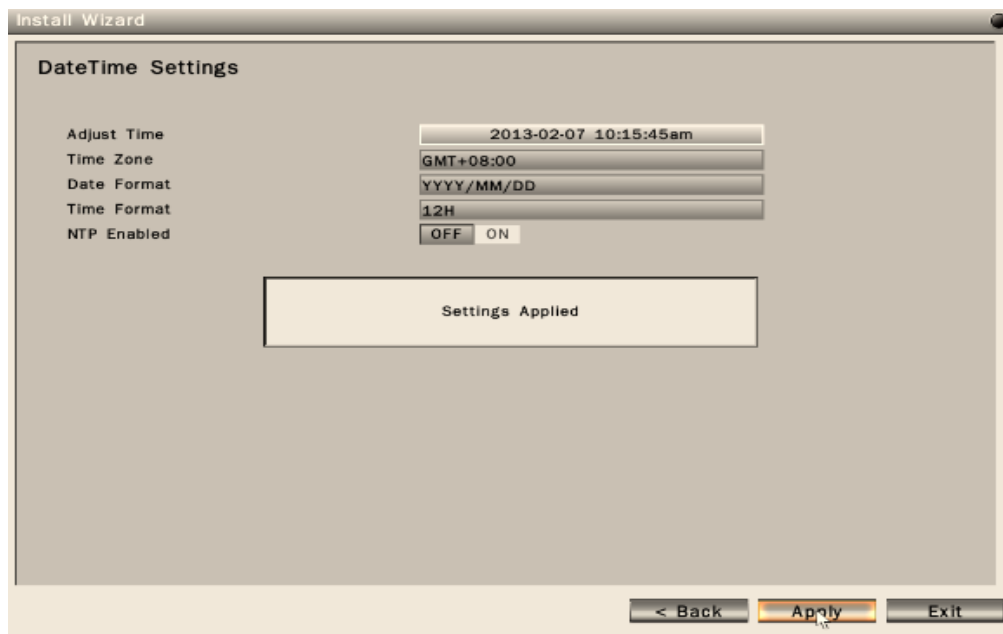 Install Wizard
DateTime Settings
Adjust Time 2013-02-07 10:15:45am
Time Zone GMT+08:00
Date Format YYYY/MM/DD
Time Format 12H
NTP Enabled OFF ON
Settings Applied
< Back Apply Exit